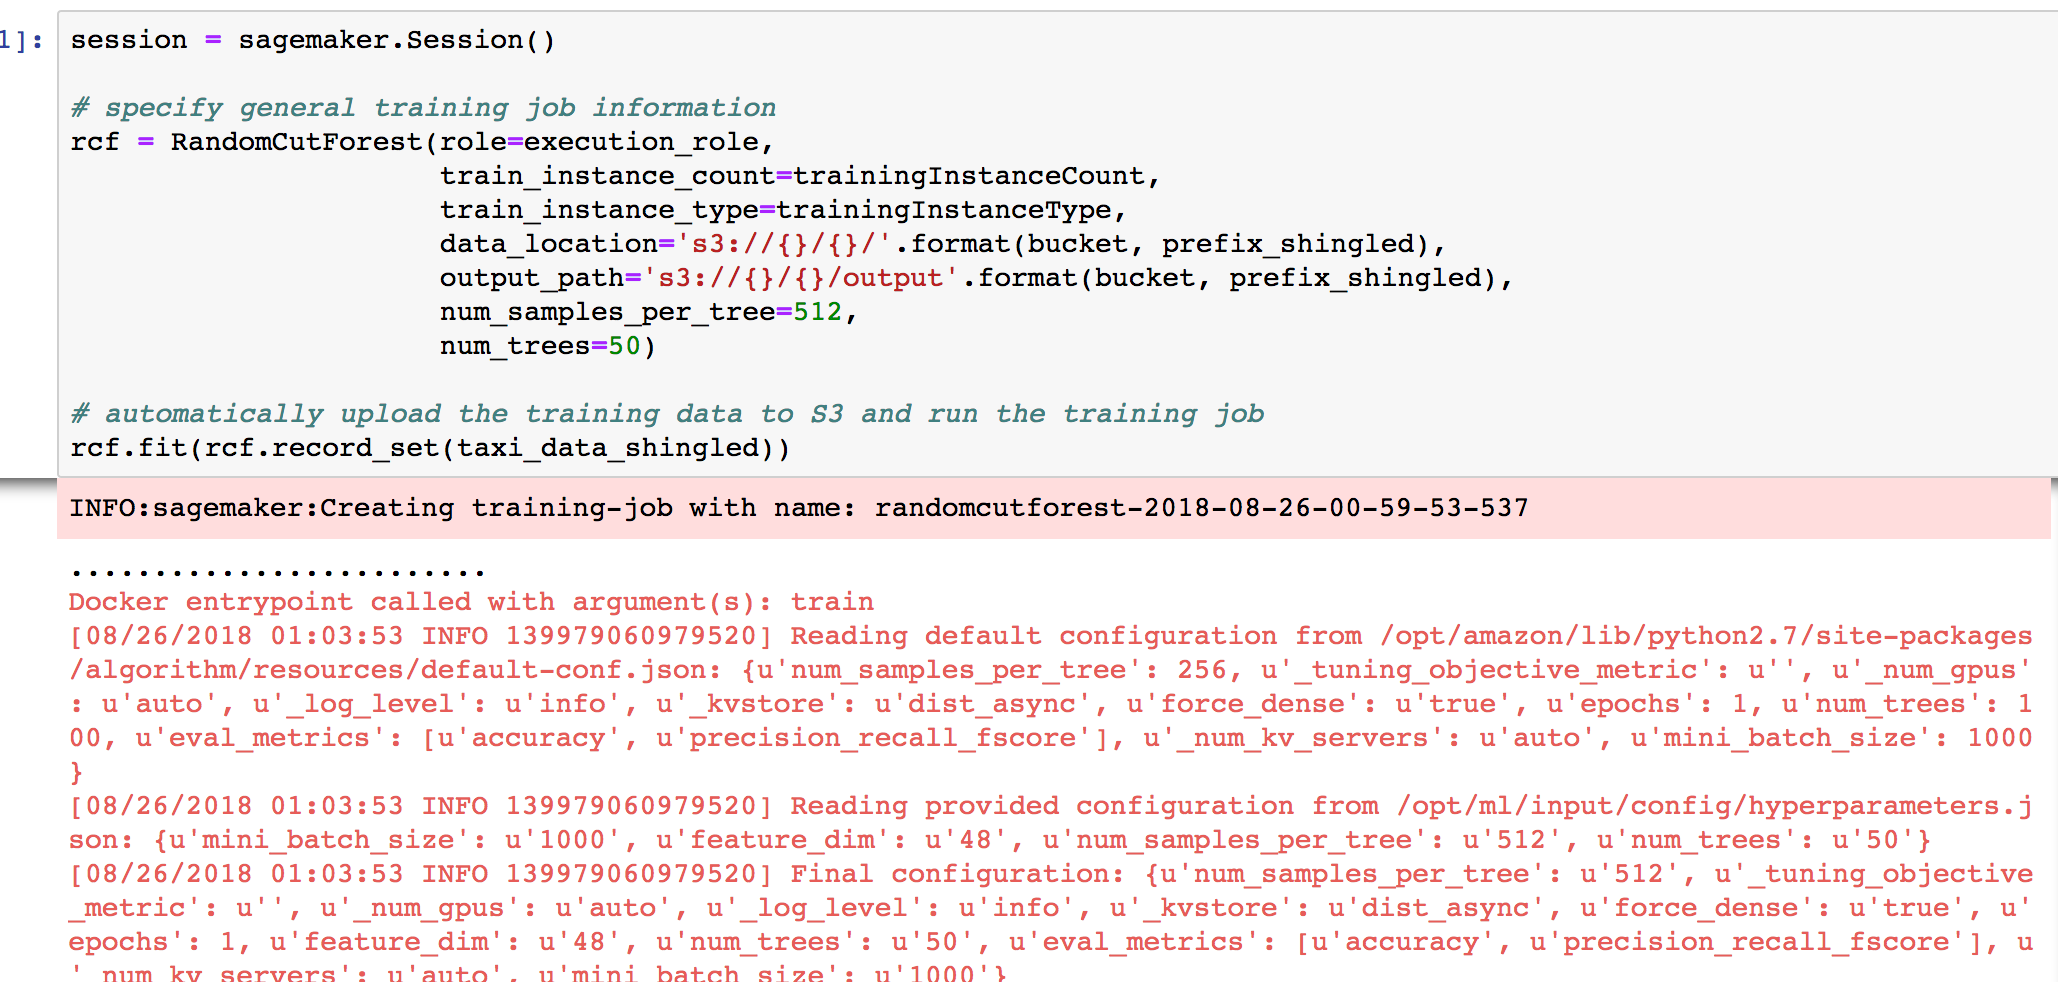 1]:
session = sagemaker.Session()
# specify general training job information
rcf = RandomCutForest(role=execution_role,
train_instance_count=trainingInstanceCount,
train_instance_type=trainingInstanceType,
data_location='s3://{}/{}/'.format(bucket, prefix_shingled),
output_path='s3://{}/{}/output'.format(bucket, prefix_shingled),
num_samples_per_tree=512,
num_trees=50)
# automatically upload the training data to S3 and run the training job
rcf.fit(rcf.record_set(taxi_data_shingled))
INFO:sagemaker:Creating training-job with name: randomcutforest-2018-08-26-00-59-53-537
.........................
Docker entrypoint called with argument(s): train
[08/26/2018 01:03:53 INFO 139979060979520] Reading default configuration from /opt/amazon/lib/python2.7/site-packages
/algorithm/resources/default-conf.json: {u'num_samples_per_tree': 256, u'_tuning_objective_metric': u'', u'_num_gpus'
: u'auto', u'_log_level': u'info', u'_kvstore': u'dist_async', u'force_dense': u'true', u'epochs': 1, u'num_trees': 1
00, u'eval_metrics': [u'accuracy', u'precision_recall_fscore'], u'_num_kv_servers': u'auto', u'mini_batch_size': 1000
}
[08/26/2018 01:03:53 INFO 139979060979520] Reading provided configuration from /opt/ml/input/config/hyperparameters.j
son: {u'mini_batch_size': u'1000', u'feature_dim': u'48', u'num_samples_per_tree': u'512', u'num_trees': u'50'}
[08/26/2018 01:03:53 INFO 139979060979520] Final configuration: {u'num_samples_per_tree': u'512', u'_tuning_objective
_metric': u'', u'_num_gpus': u'auto', u'_log_level': u'info', u'_kvstore': u'dist_async', u'force_dense': u'true', u'
epochs': 1, u'feature_dim': u'48', u'num_trees': u'50', u'eval_metrics': [u'accuracy', u'precision_recall_fscore'], u
'_num_kv_servers': u'auto', u'mini_batch_size': u'1000'}